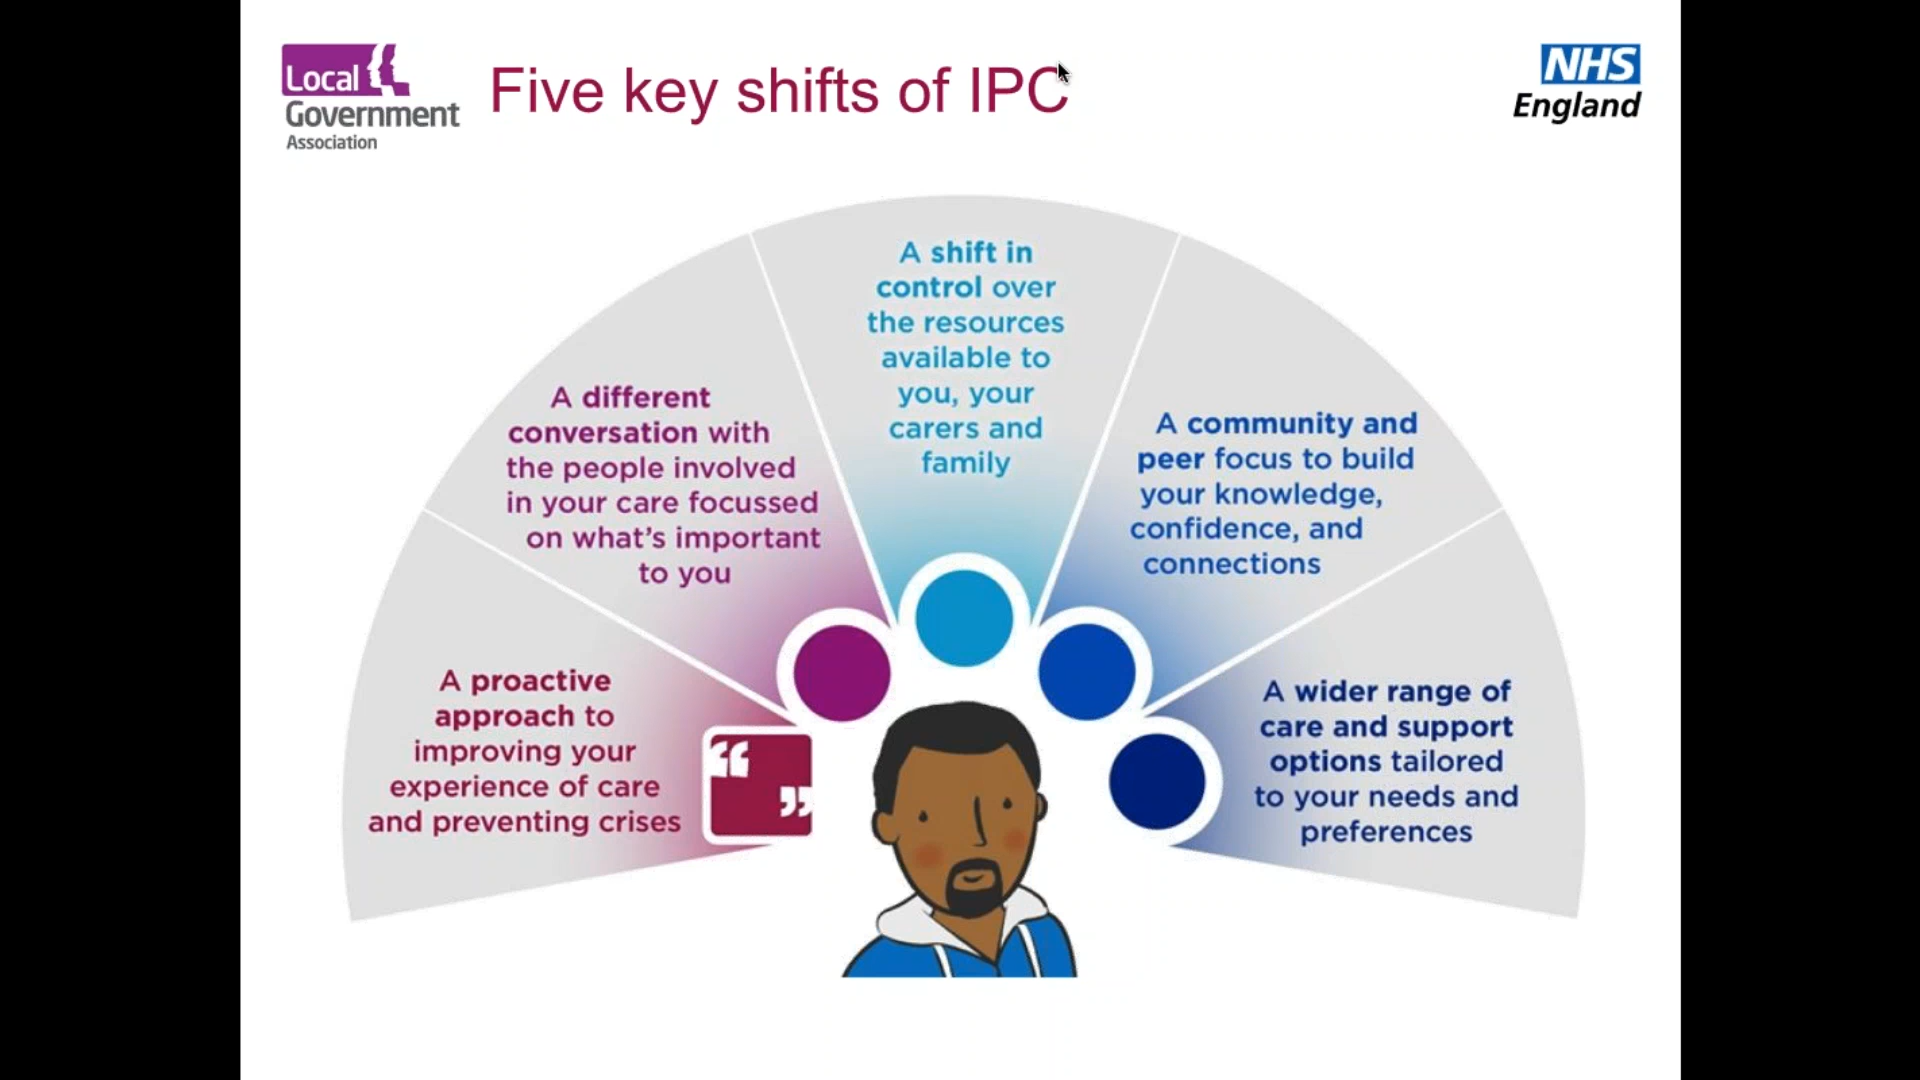 Local
Government
Association
Five key shifts of IPC
NHS
England
A shift in
control over
the resources
available to
you, your
carers and
family
A different
conversation with
the people involved
in your care focussed
on what's important
to you
A community and
peer focus to build
your knowledge,
confidence, and
connections
A proactive
approach to
improving your
experience of care
and preventing crises
“ ”
A wider range of
care and support
options tailored
to your needs and
preferences